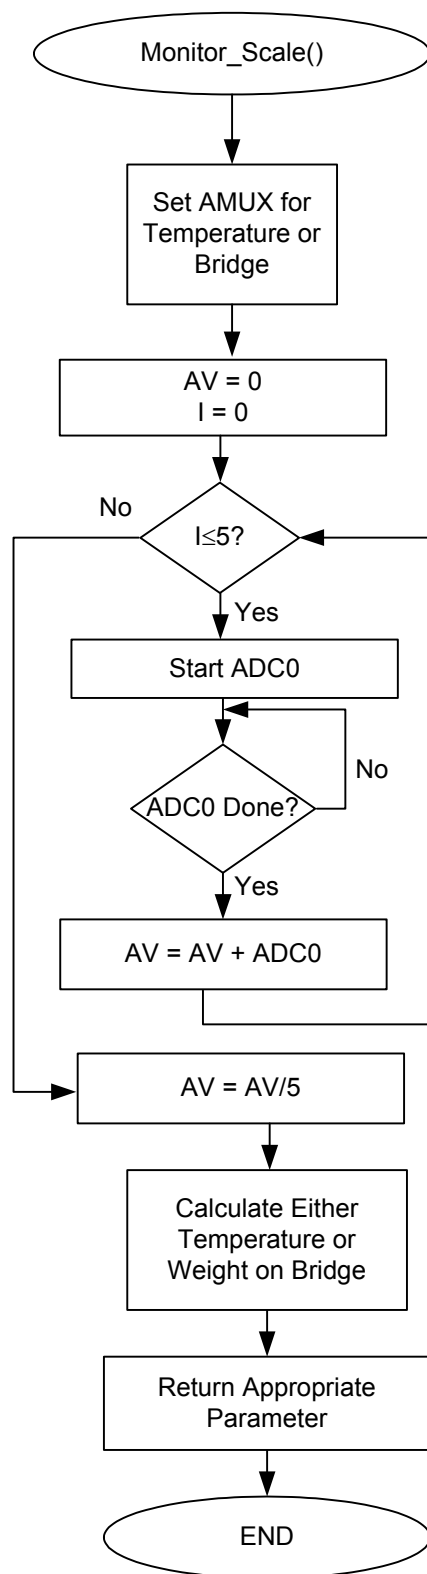 Monitor_Scale()
Set AMUX for
Temperature or
Bridge
AV = 0
I = 0
No
I≤5?
Yes
Start ADC0
No
ADC0 Done?
Yes
AV = AV + ADC0
AV = AV/5
Calculate Either
Temperature or
Weight on Bridge
Return Appropriate
Parameter
END